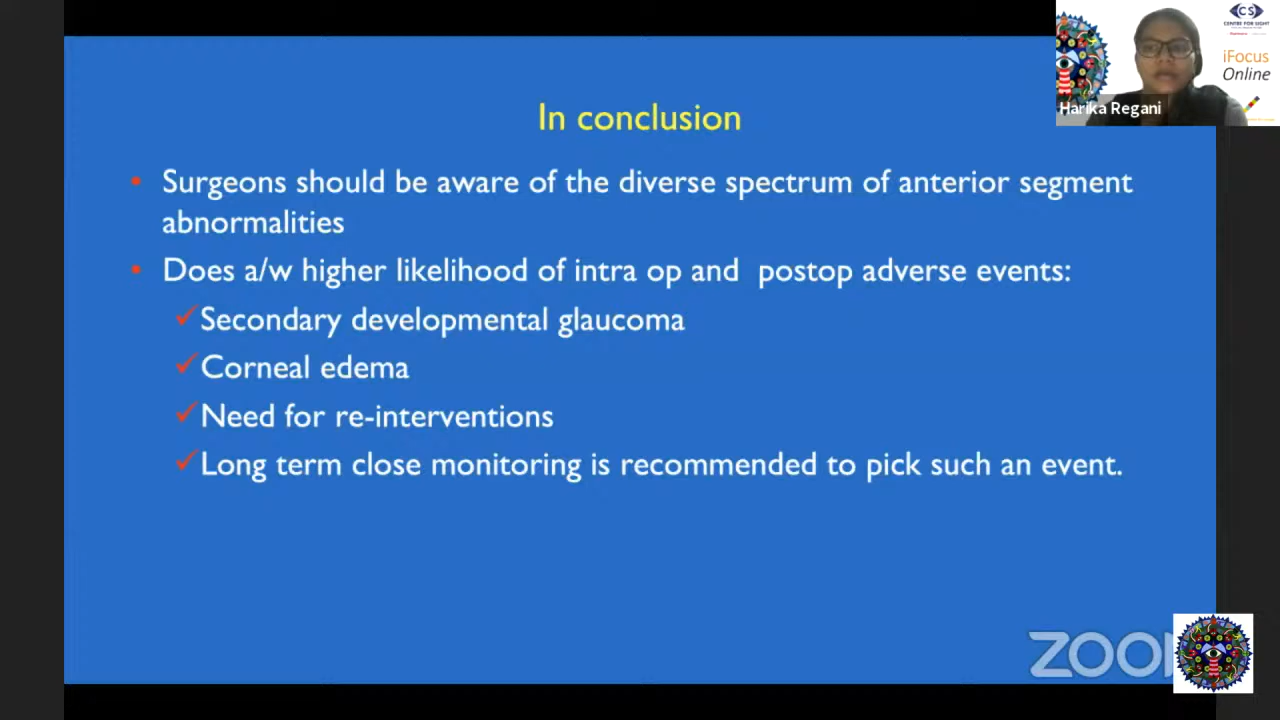 CS
CENTRE FOR SIGHT
iFocus
Online
Harika Regani
In conclusion
• Surgeons should be aware of the diverse spectrum of anterior segment
abnormalities
• Does a/w higher likelihood of intra op and postop adverse events:
✓Secondary developmental glaucoma
✓Corneal edema
✓Need for re-interventions
✓Long term close monitoring is recommended to pick such an event.